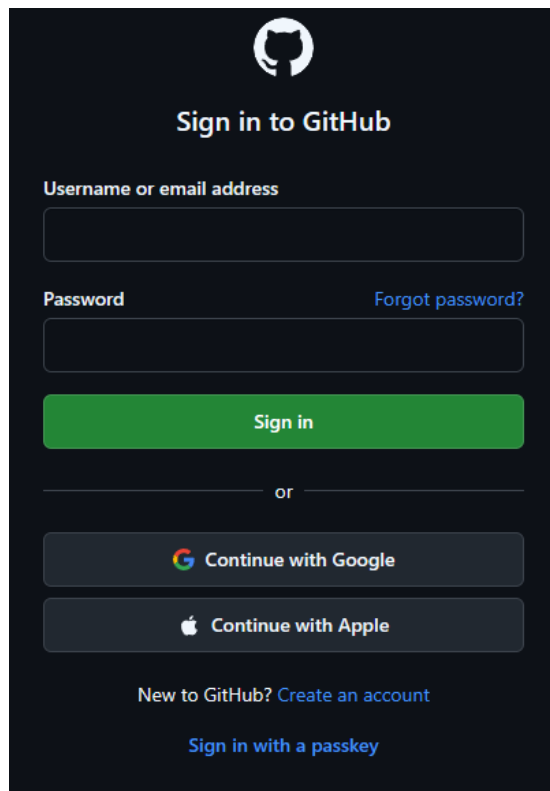 Sign in to GitHub
Username or email address
Password Forgot password?
Sign in
or
Continue with Google
Continue with Apple
New to GitHub? Create an account
Sign in with a passkey